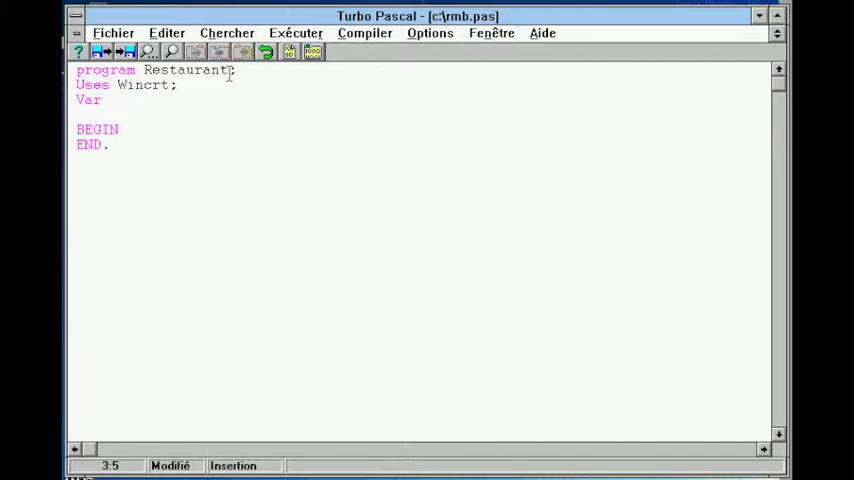 Turbo Pascal - [c:\rmb.pas]
Fichier Editer Chercher Exécuter Compiler Options Fenêtre Aide
?
program Restaurant;
Uses Wincrt;
Var
BEGIN
END.
3:5 Modifié Insertion